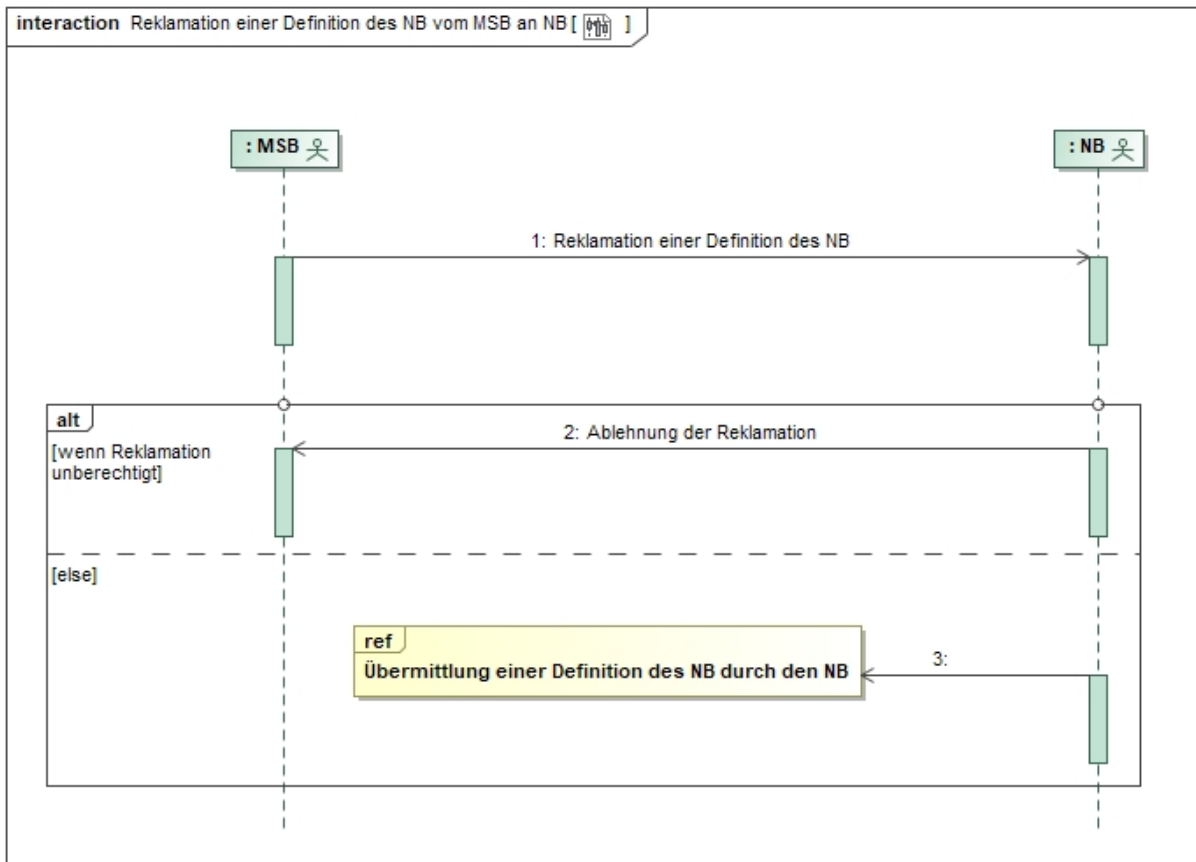 interaction Reklamation einer Definition des NB vom MSB an NB [ ]
: MSB
: NB
1: Reklamation einer Definition des NB
alt
2: Ablehnung der Reklamation
[wenn Reklamation
unberechtigt]
[else]
ref
3:
Übermittlung einer Definition des NB durch den NB